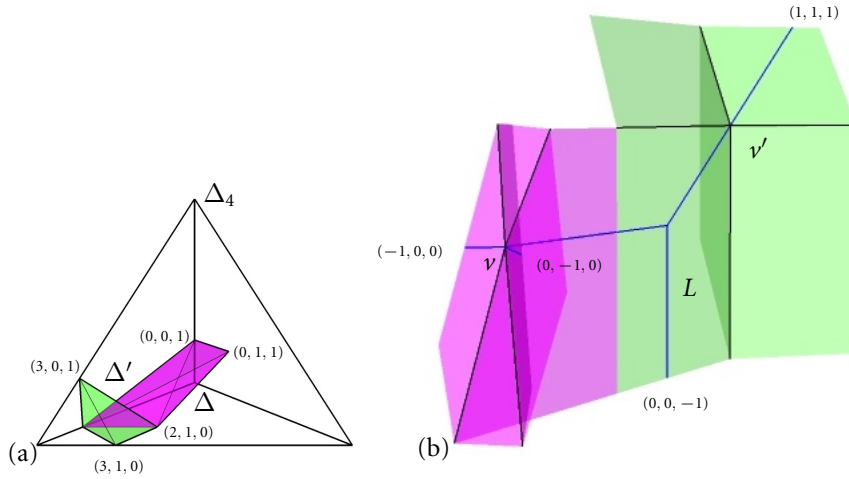 Δ₄
(0, 0, 1)
(0, 1, 1)
(3, 0, 1)
Δ′
Δ
(2, 1, 0)
(a)
(3, 1, 0)
(1, 1, 1)
ν′
(−1, 0, 0)
ν
(0, −1, 0)
L
(0, 0, −1)
(b)